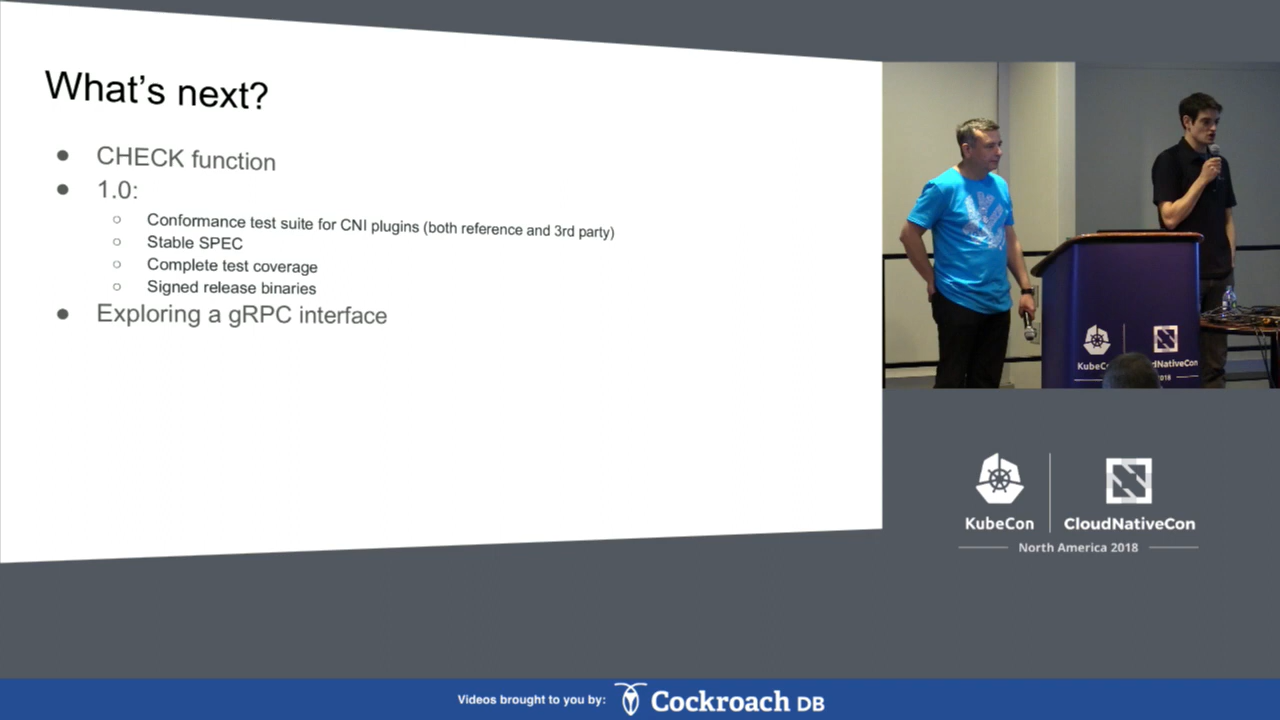 What's next?
● CHECK function
● 1.0:
○ Conformance test suite for CNI plugins (both reference and 3rd party)
○ Stable SPEC
○ Complete test coverage
○ Signed release binaries
● Exploring a gRPC interface
KubeCon
CloudNativeCon
North America 2018
Videos brought to you by: Cockroach DB